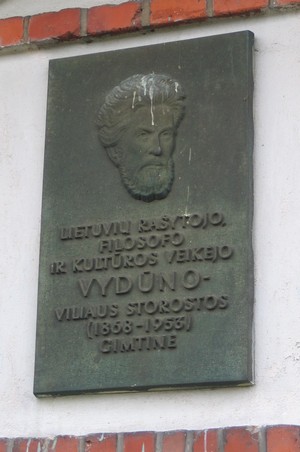 LIETUVIŲ RAŠYTOJO,
FILOSOFO
IR KULTŪROS VEIKĖJO
VYDŪNO-
VILIAUS STOROSTOS
(1868-1953)
GIMTINĖ